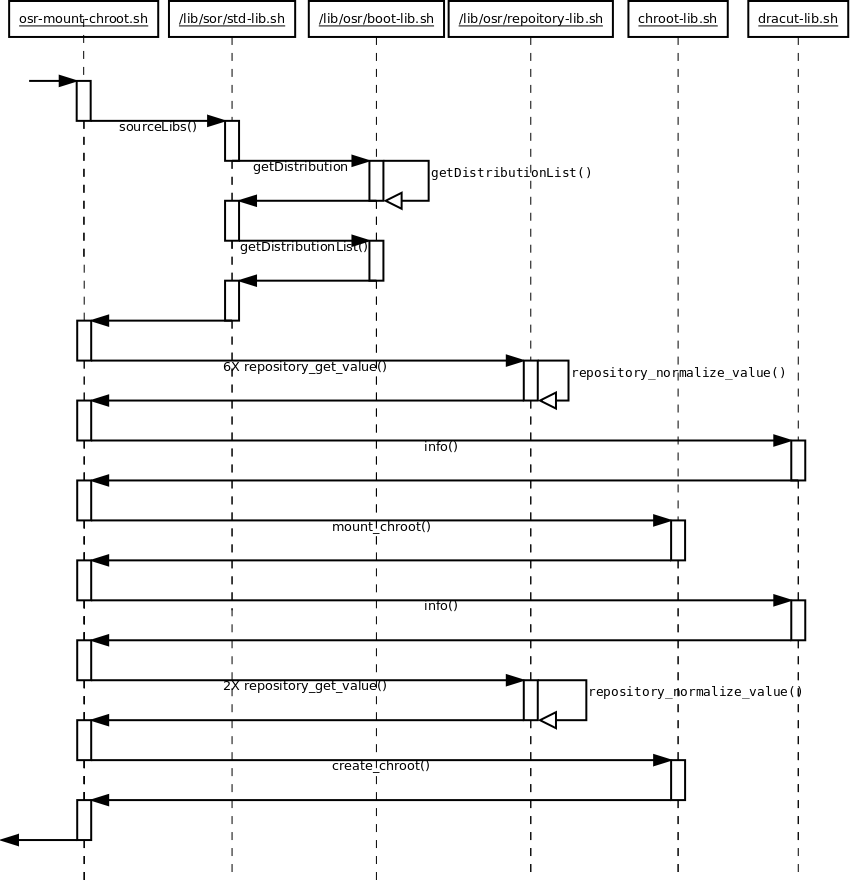 osr-mount-chroot.sh
/lib/sor/std-lib.sh
/lib/osr/boot-lib.sh
/lib/osr/repoitory-lib.sh
chroot-lib.sh
dracut-lib.sh
sourceLibs()
getDistribution
getDistributionList()
getDistributionList()
6X repository_get_value()
repository_normalize_value()
info()
mount_chroot()
info()
2X repository_get_value()
repository_normalize_value()
create_chroot()